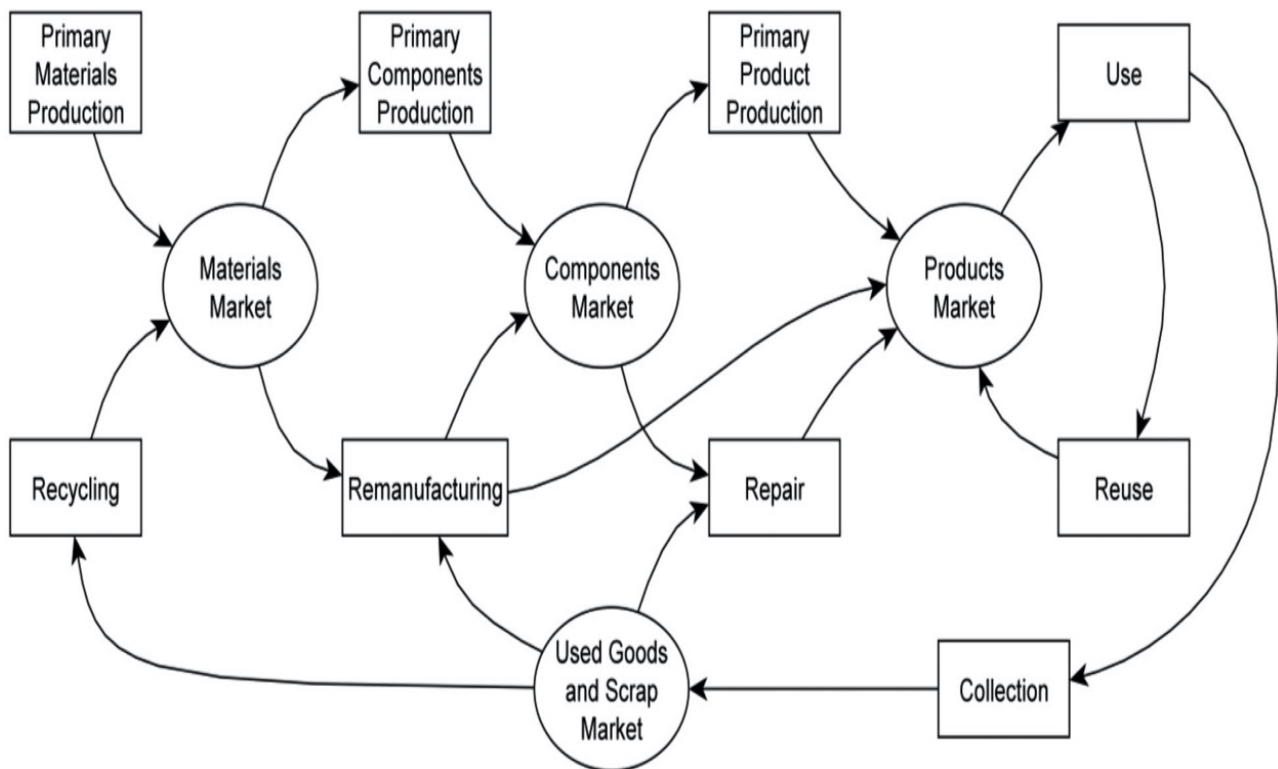 Primary
Materials
Production
Primary
Components
Production
Primary
Product
Production
Use
Materials
Market
Components
Market
Products
Market
Recycling
Remanufacturing
Repair
Reuse
Used Goods
and Scrap
Market
Collection